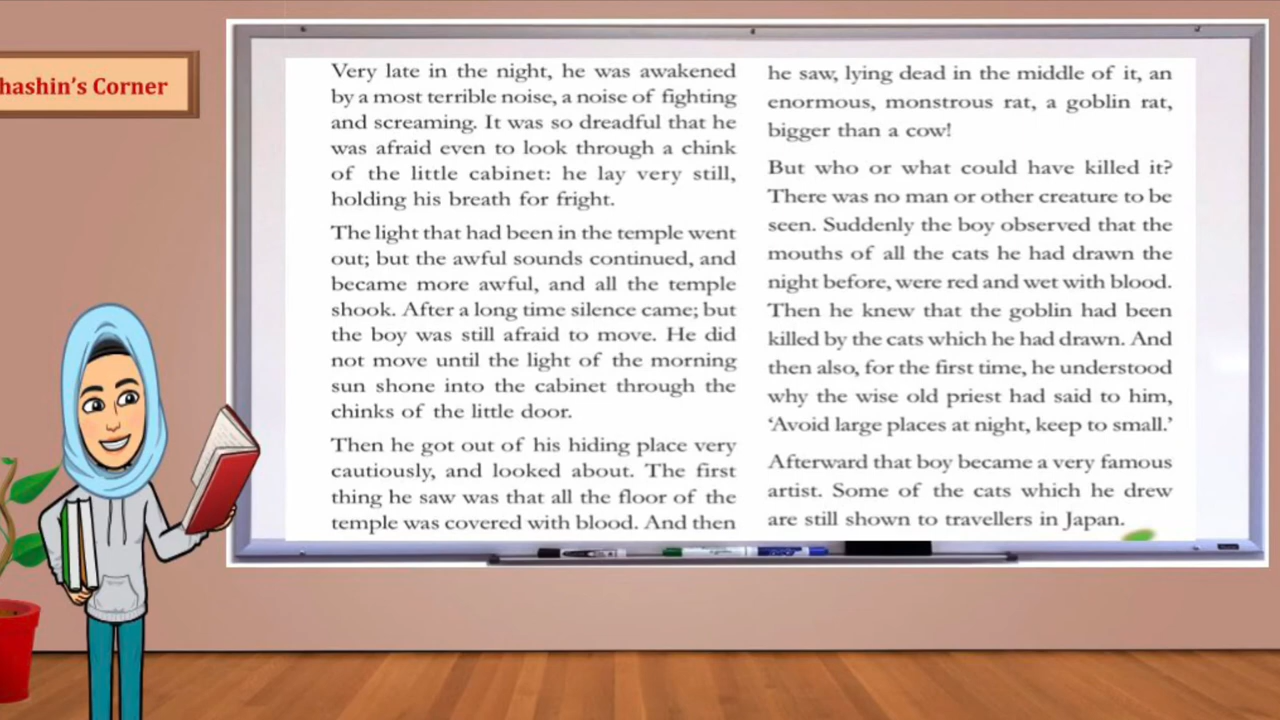 hashin's Corner
Very late in the night, he was awakened
by a most terrible noise, a noise of fighting
and screaming. It was so dreadful that he
was afraid even to look through a chink
of the little cabinet: he lay very still,
holding his breath for fright.
The light that had been in the temple went
out; but the awful sounds continued, and
became more awful, and all the temple
shook. After a long time silence came; but
the boy was still afraid to move. He did
not move until the light of the morning
sun shone into the cabinet through the
chinks of the little door.
Then he got out of his hiding place very
cautiously, and looked about. The first
thing he saw was that all the floor of the
temple was covered with blood. And then
he saw, lying dead in the middle of it, an
enormous, monstrous rat, a goblin rat,
bigger than a cow!
But who or what could have killed it?
There was no man or other creature to be
seen. Suddenly the boy observed that the
mouths of all the cats he had drawn the
night before, were red and wet with blood.
Then he knew that the goblin had been
killed by the cats which he had drawn. And
then also, for the first time, he understood
why the wise old priest had said to him,
'Avoid large places at night, keep to small.'
Afterward that boy became a very famous
artist. Some of the cats which he drew
are still shown to travellers in Japan.